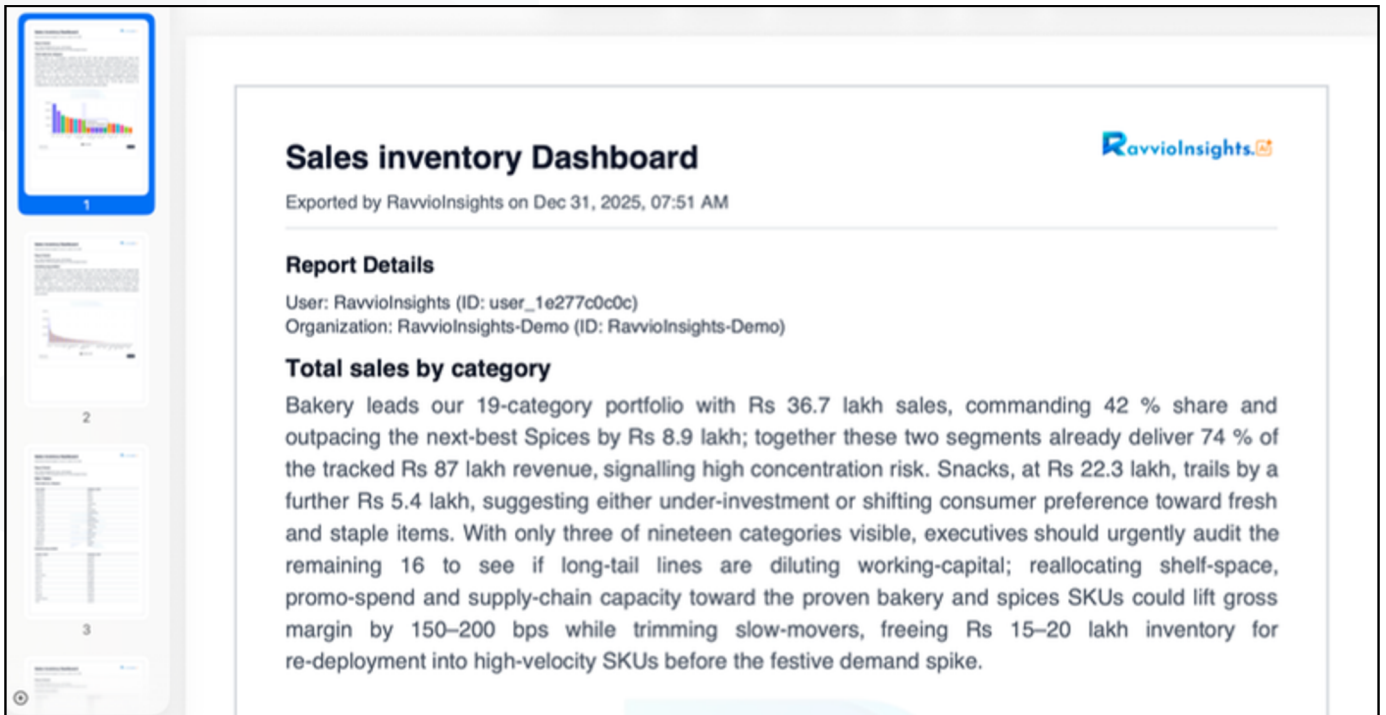 1
2
3
Sales inventory Dashboard
RavvioInsights.AI+
Exported by RavvioInsights on Dec 31, 2025, 07:51 AM
Report Details
User: RavvioInsights (ID: user_1e277c0c0c)
Organization: RavvioInsights-Demo (ID: RavvioInsights-Demo)
Total sales by category
Bakery leads our 19-category portfolio with Rs 36.7 lakh sales, commanding 42 % share and
outpacing the next-best Spices by Rs 8.9 lakh; together these two segments already deliver 74 % of
the tracked Rs 87 lakh revenue, signalling high concentration risk. Snacks, at Rs 22.3 lakh, trails by a
further Rs 5.4 lakh, suggesting either under-investment or shifting consumer preference toward fresh
and staple items. With only three of nineteen categories visible, executives should urgently audit the
remaining 16 to see if long-tail lines are diluting working-capital; reallocating shelf-space,
promo-spend and supply-chain capacity toward the proven bakery and spices SKUs could lift gross
margin by 150–200 bps while trimming slow-movers, freeing Rs 15–20 lakh inventory for
re-deployment into high-velocity SKUs before the festive demand spike.